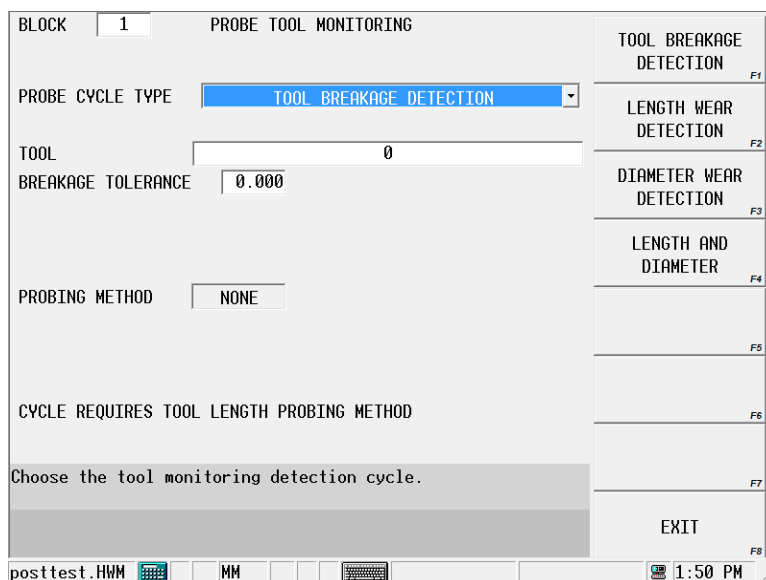 BLOCK 1 PROBE TOOL MONITORING
PROBE CYCLE TYPE TOOL BREAKAGE DETECTION
TOOL 0
BREAKAGE TOLERANCE 0.000
PROBING METHOD NONE
CYCLE REQUIRES TOOL LENGTH PROBING METHOD
Choose the tool monitoring detection cycle.
TOOL BREAKAGE
DETECTION
F1
LENGTH WEAR
DETECTION
F2
DIAMETER WEAR
DETECTION
F3
LENGTH AND
DIAMETER
F4
F5
F6
F7
EXIT
F8
posttest.HWM MM 1:50 PM